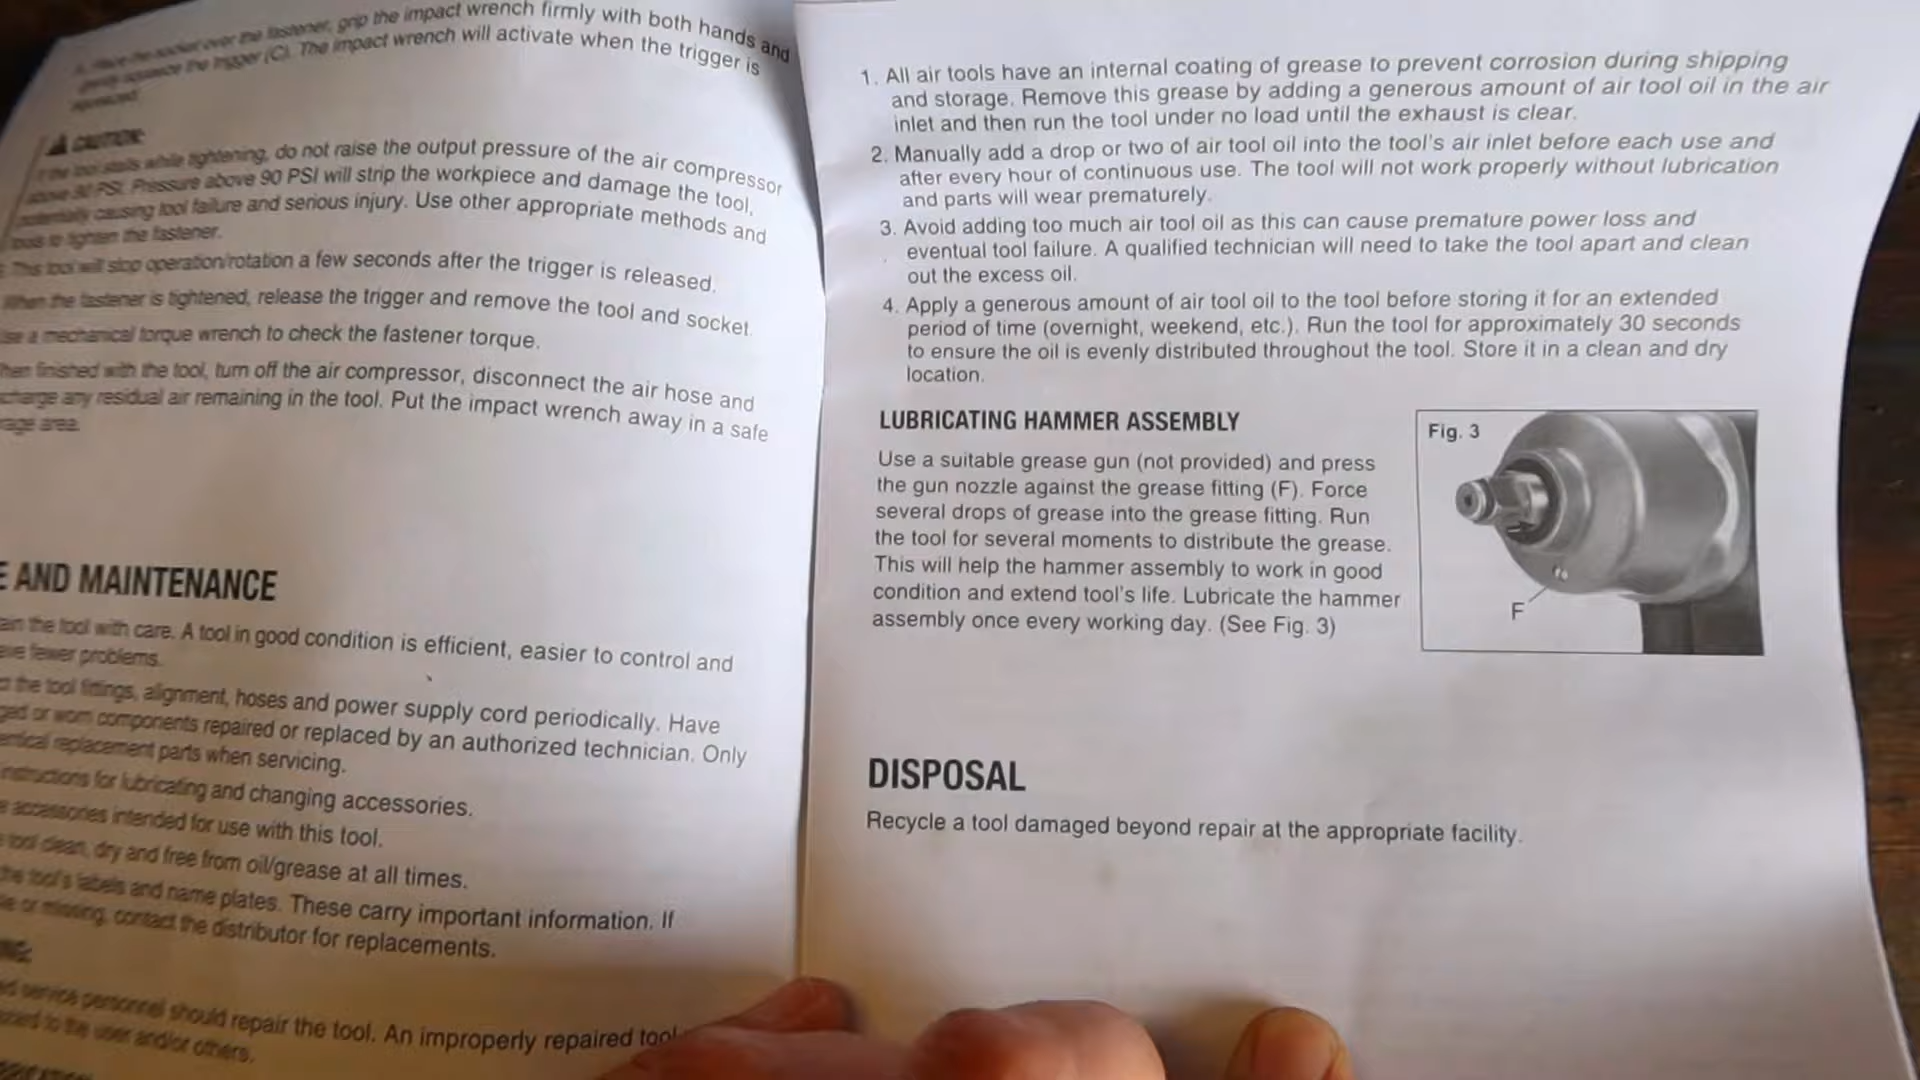 the socket over the fastener, grip the impact wrench firmly with both hands and
squeeze the trigger (C). The impact wrench will activate when the trigger is
CAUTION:
If the tool stalls while tightening, do not raise the output pressure of the air compressor
above 90 PSI. Pressure above 90 PSI will strip the workpiece and damage the tool,
potentially causing tool failure and serious injury. Use other appropriate methods and
tools to tighten the fastener.
This tool will stop operation/rotation a few seconds after the trigger is released.
When the fastener is tightened, release the trigger and remove the tool and socket.
a mechanical torque wrench to check the fastener torque.
finished with the tool, turn off the air compressor, disconnect the air hose and
any residual air remaining in the tool. Put the impact wrench away in a safe
area.
AND MAINTENANCE
the tool with care. A tool in good condition is efficient, easier to control and
fewer problems.
the tool fittings, alignment, hoses and power supply cord periodically. Have
or worn components repaired or replaced by an authorized technician. Only
replacement parts when servicing.
instructions for lubricating and changing accessories.
accessories intended for use with this tool.
tool clean, dry and free from oil/grease at all times.
the tool's labels and name plates. These carry important information. If
or missing, contact the distributor for replacements.
service personnel should repair the tool. An improperly repaired tool
to the user and/or others.
1. All air tools have an internal coating of grease to prevent corrosion during shipping
and storage. Remove this grease by adding a generous amount of air tool oil in the air
inlet and then run the tool under no load until the exhaust is clear.
2. Manually add a drop or two of air tool oil into the tool's air inlet before each use and
after every hour of continuous use. The tool will not work properly without lubrication
and parts will wear prematurely.
3. Avoid adding too much air tool oil as this can cause premature power loss and
eventual tool failure. A qualified technician will need to take the tool apart and clean
out the excess oil.
4. Apply a generous amount of air tool oil to the tool before storing it for an extended
period of time (overnight, weekend, etc.). Run the tool for approximately 30 seconds
to ensure the oil is evenly distributed throughout the tool. Store it in a clean and dry
location.
LUBRICATING HAMMER ASSEMBLY
Use a suitable grease gun (not provided) and press
the gun nozzle against the grease fitting (F). Force
several drops of grease into the grease fitting. Run
the tool for several moments to distribute the grease.
This will help the hammer assembly to work in good
condition and extend tool's life. Lubricate the hammer
assembly once every working day. (See Fig. 3)
Fig. 3
F
DISPOSAL
Recycle a tool damaged beyond repair at the appropriate facility.